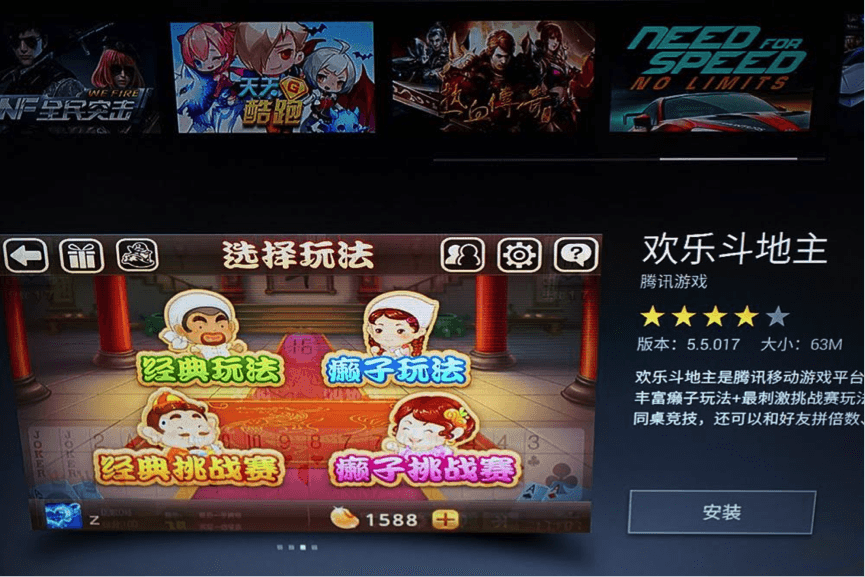 WE FIRE
NF 全民突击
天天
酷跑
热血传奇
NEED FOR
SPEED
NO LIMITS
选择玩法
?
经典玩法
癞子玩法
经典挑战赛
癞子挑战赛
JOKER
JOKER
z
1588
欢乐斗地主
腾讯游戏
版本：5.5.017 大小：63M
欢乐斗地主是腾讯移动游戏平台
丰富癞子玩法+最刺激挑战赛玩法
同桌竞技，还可以和好友拼倍数、
安装